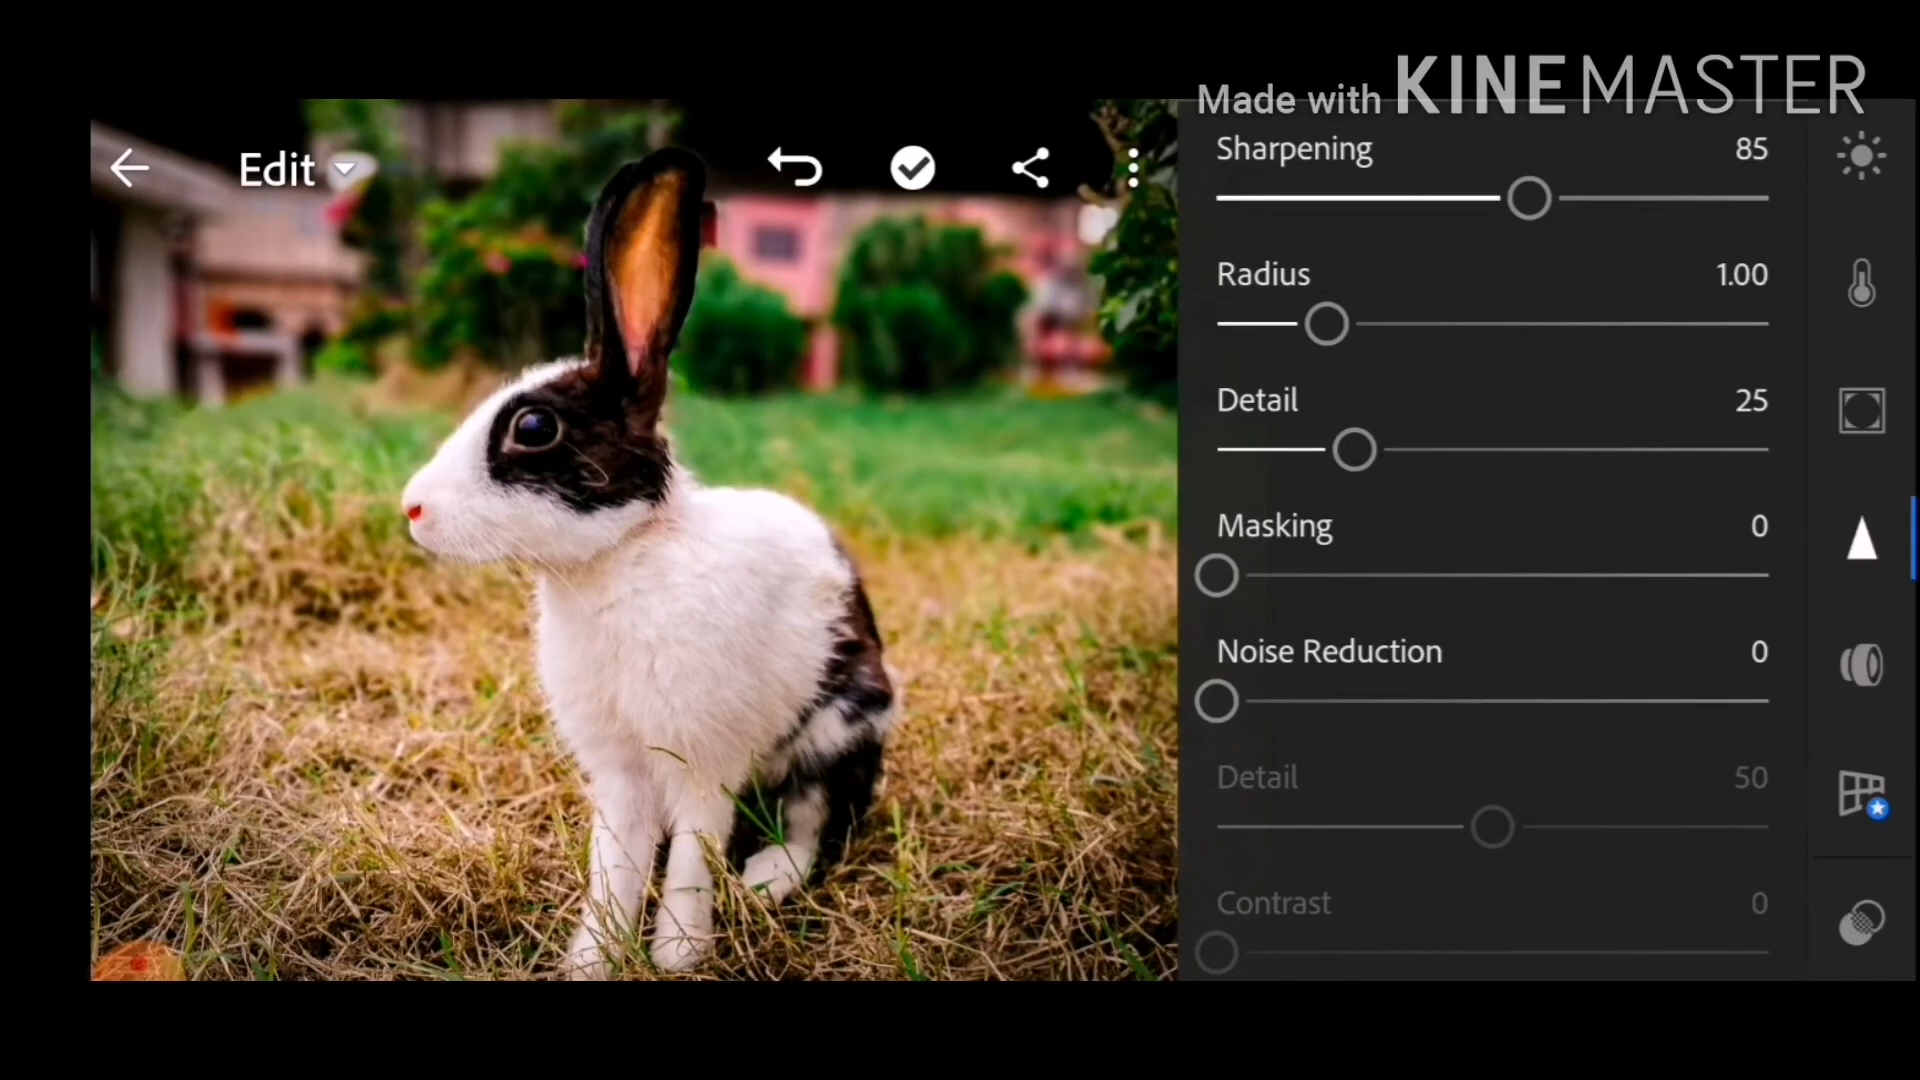 Made with KINEMASTER
Edit
Sharpening 85
Radius 1.00
Detail 25
Masking 0
Noise Reduction 0
Detail 50
Contrast 0